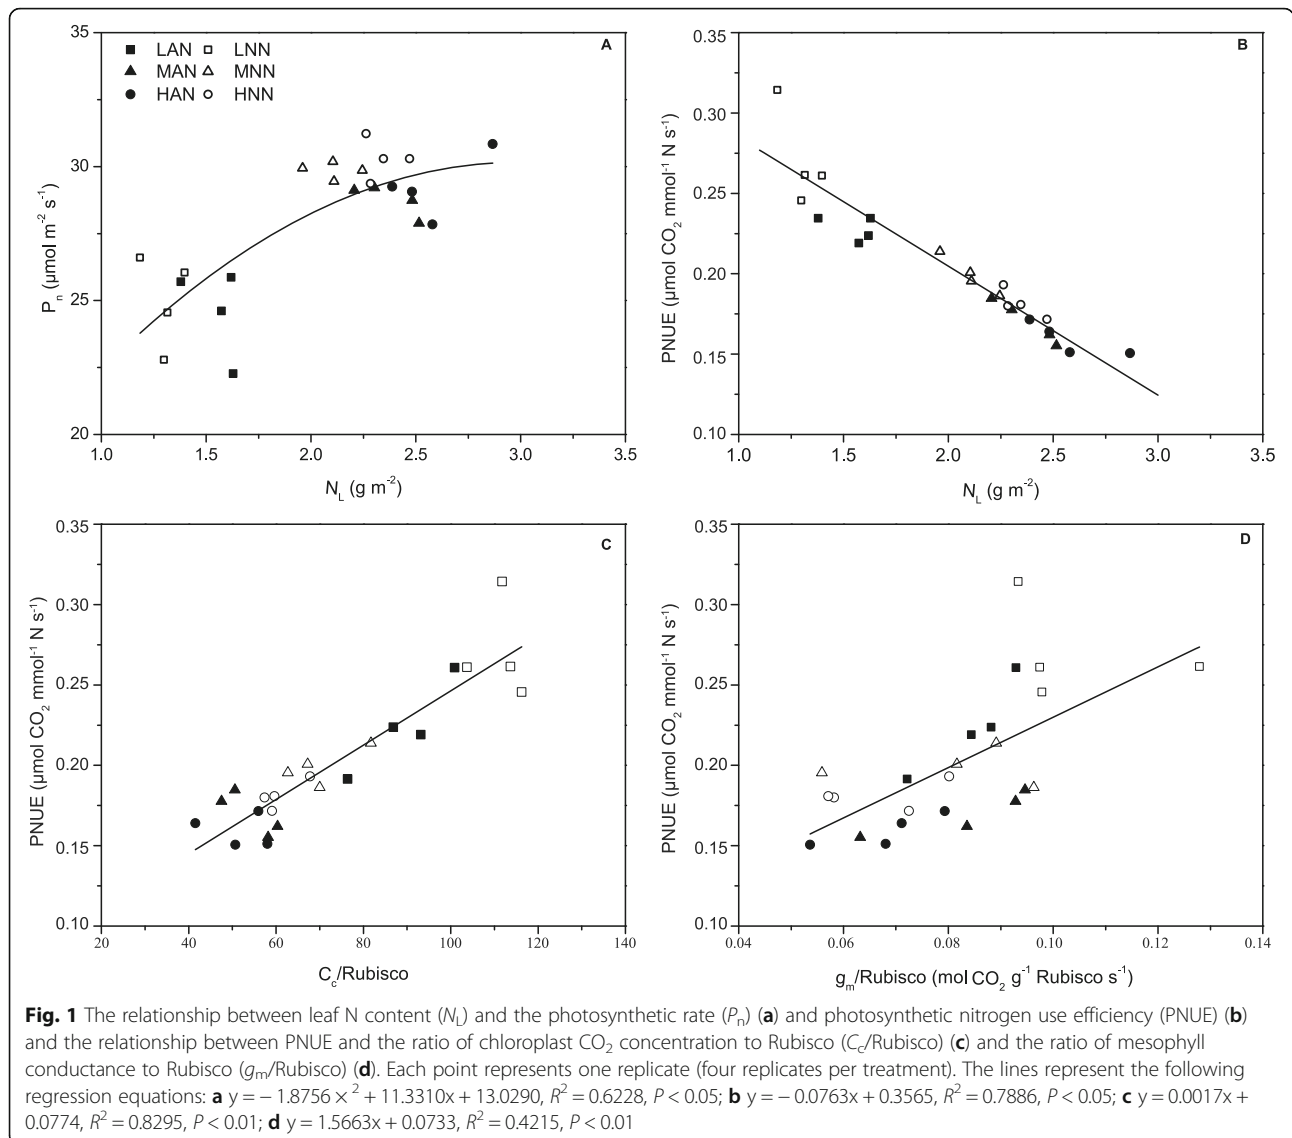 35
30
25
20
P_n (µmol m⁻² s⁻¹)
LAN LNN
MAN MNN
HAN HNN
A
1.0 1.5 2.0 2.5 3.0 3.5
N_L (g m⁻²)
0.35
0.30
0.25
0.20
0.15
0.10
PNUE (µmol CO₂ mmol⁻¹ N s⁻¹)
B
1.0 1.5 2.0 2.5 3.0 3.5
N_L (g m⁻²)
0.35
0.30
0.25
0.20
0.15
0.10
PNUE (µmol CO₂ mmol⁻¹ N s⁻¹)
C
20 40 60 80 100 120 140
C_c/Rubisco
0.35
0.30
0.25
0.20
0.15
0.10
PNUE (µmol CO₂ mmol⁻¹ N s⁻¹)
D
0.04 0.06 0.08 0.10 0.12 0.14
g_m/Rubisco (mol CO₂ g⁻¹ Rubisco s⁻¹)
Fig. 1 The relationship between leaf N content (N_L) and the photosynthetic rate (P_n) (a) and photosynthetic nitrogen use efficiency (PNUE) (b)
and the relationship between PNUE and the ratio of chloroplast CO₂ concentration to Rubisco (C_c/Rubisco) (c) and the ratio of mesophyll
conductance to Rubisco (g_m/Rubisco) (d). Each point represents one replicate (four replicates per treatment). The lines represent the following
regression equations: a y = − 1.8756 ×² + 11.3310x + 13.0290, R² = 0.6228, P < 0.05; b y = − 0.0763x + 0.3565, R² = 0.7886, P < 0.05; c y = 0.0017x +
0.0774, R² = 0.8295, P < 0.01; d y = 1.5663x + 0.0733, R² = 0.4215, P < 0.01